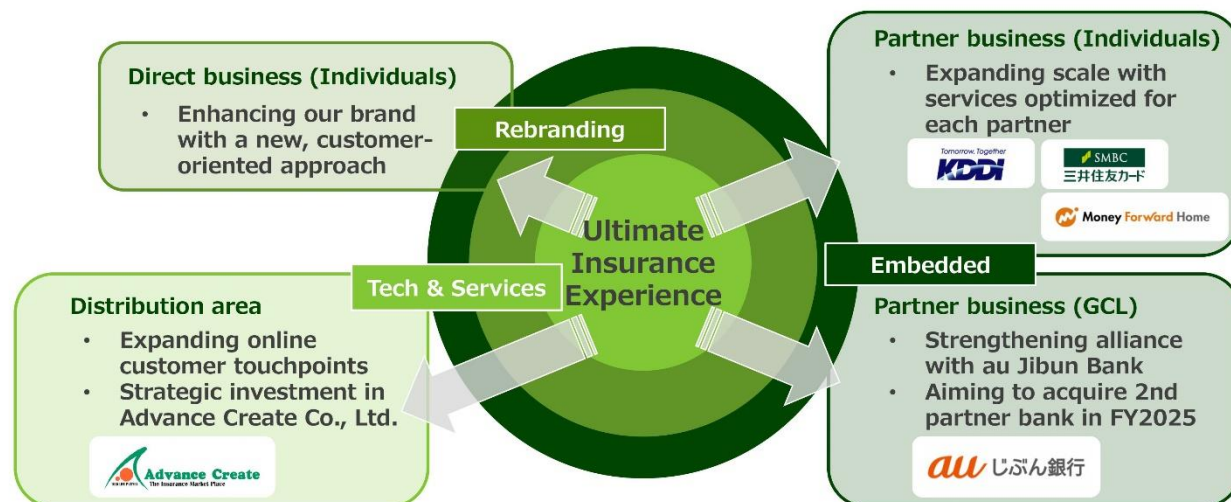 Direct business (Individuals)
• Enhancing our brand
with a new, customer-
oriented approach
Rebranding
Partner business (Individuals)
• Expanding scale with
services optimized for
each partner
Tomorrow, Together
KDDI
SMBC
三井住友カード
Money Forward Home
Ultimate
Insurance
Experience
Tech & Services
Embedded
Distribution area
• Expanding online
customer touchpoints
• Strategic investment in
Advance Create Co., Ltd.
Advance Create
The Insurance Market Place
Partner business (GCL)
• Strengthening alliance
with au Jibun Bank
• Aiming to acquire 2nd
partner bank in FY2025
au じぶん銀行